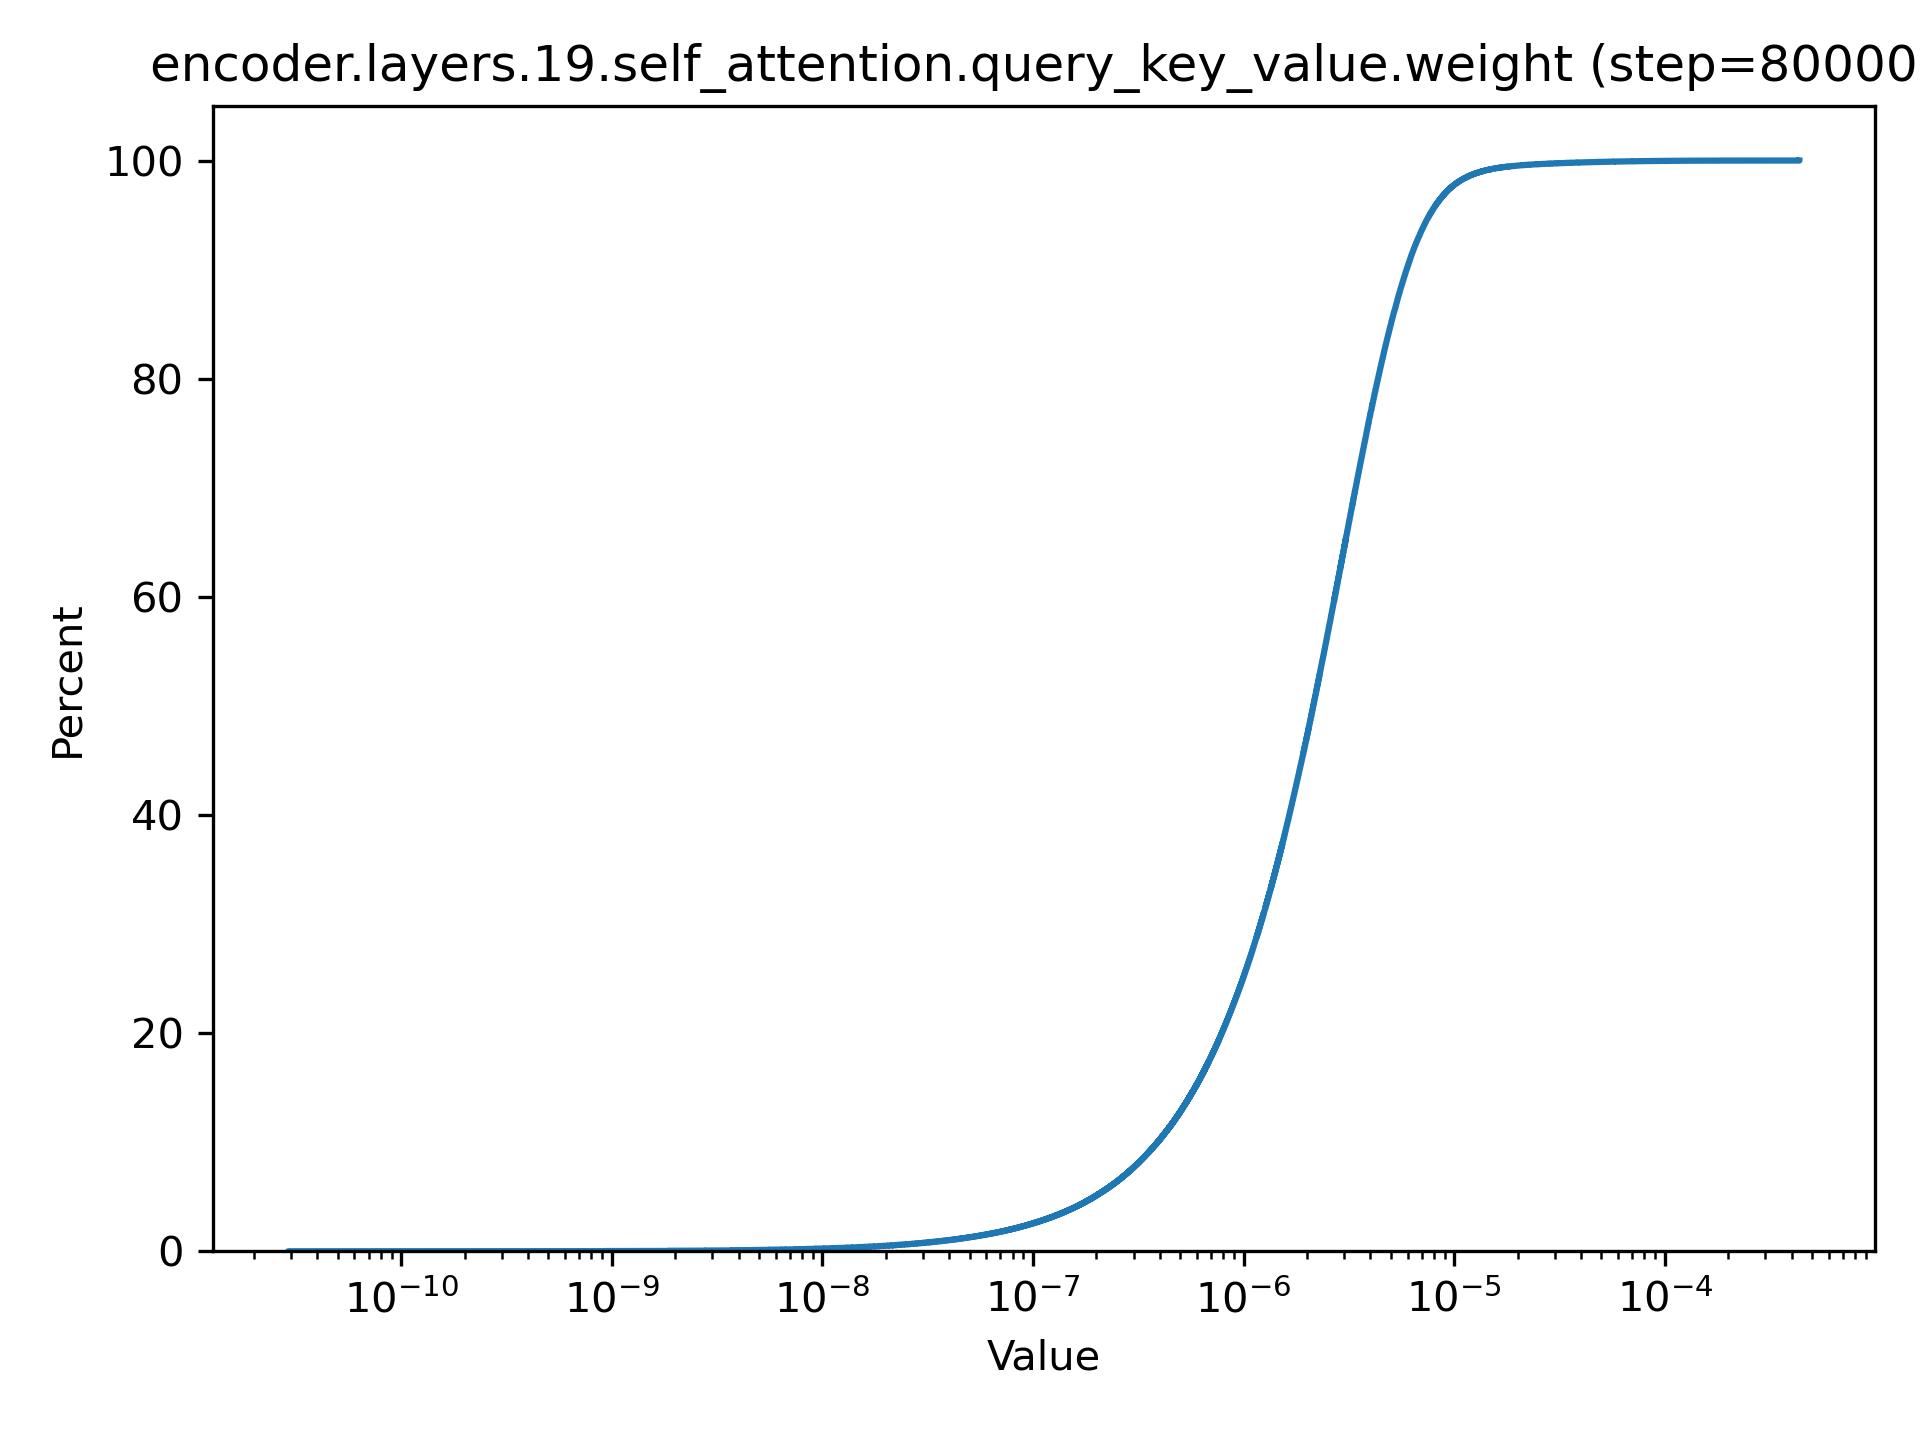 encoder.layers.19.self_attention.query_key_value.weight (step=80000
100
80
60
40
20
0
Percent
10⁻¹⁰ 10⁻⁹ 10⁻⁸ 10⁻⁷ 10⁻⁶ 10⁻⁵ 10⁻⁴
Value